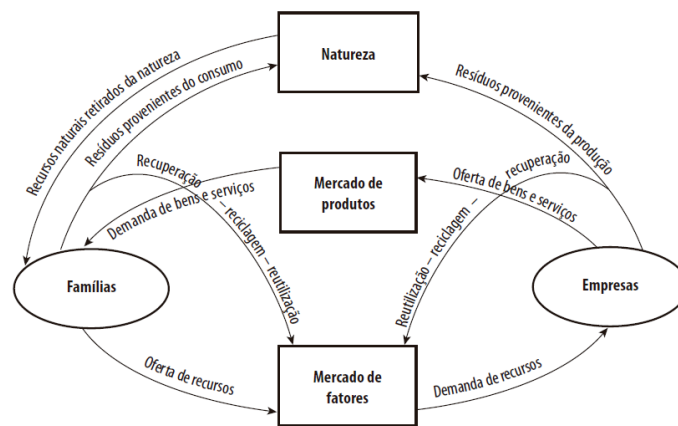 Natureza
Recursos naturais retirados da natureza
Resíduos provenientes do consumo
Resíduos provenientes da produção
Recuperação – reciclagem – reutilização
Reutilização – reciclagem – recuperação
Mercado de
produtos
Demanda de bens e serviços
Oferta de bens e serviços
Famílias
Empresas
Oferta de recursos
Mercado de
fatores
Demanda de recursos